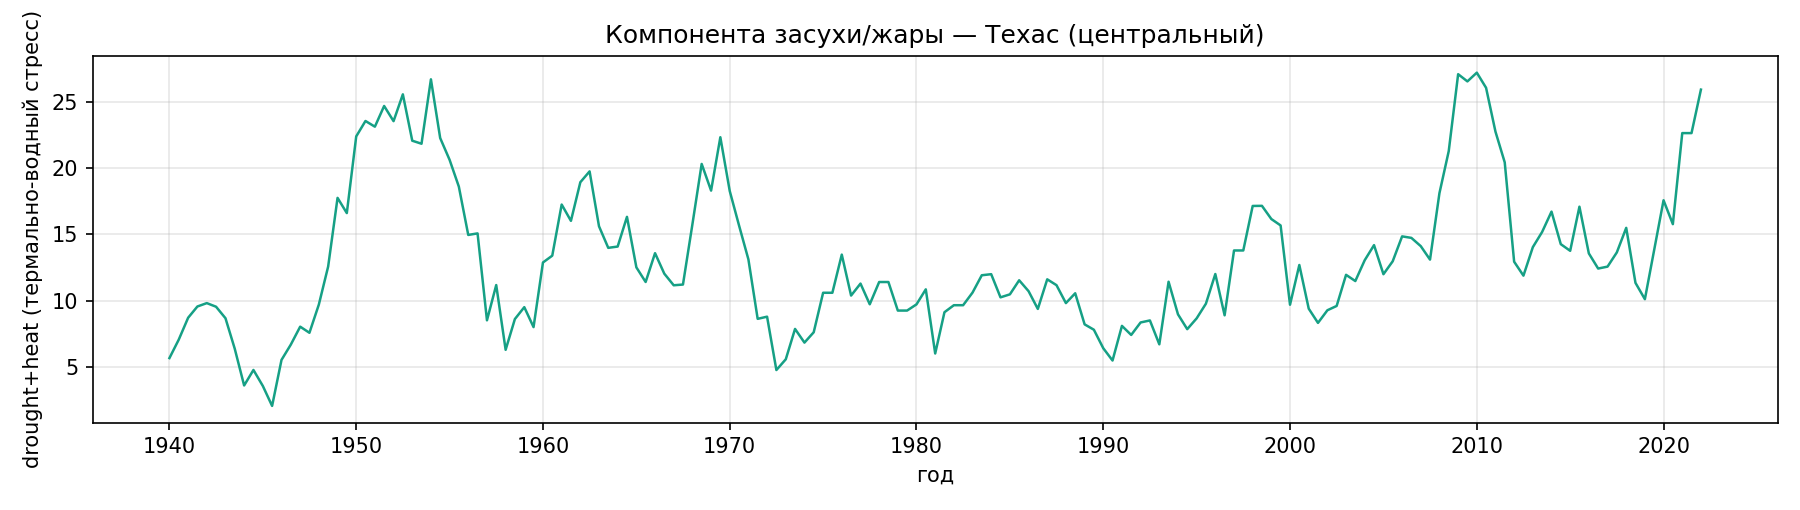 Компонента засухи/жары — Техас (центральный)
drought+heat (термально-водный стресс)
25
20
15
10
5
1940 1950 1960 1970 1980 1990 2000 2010 2020
год